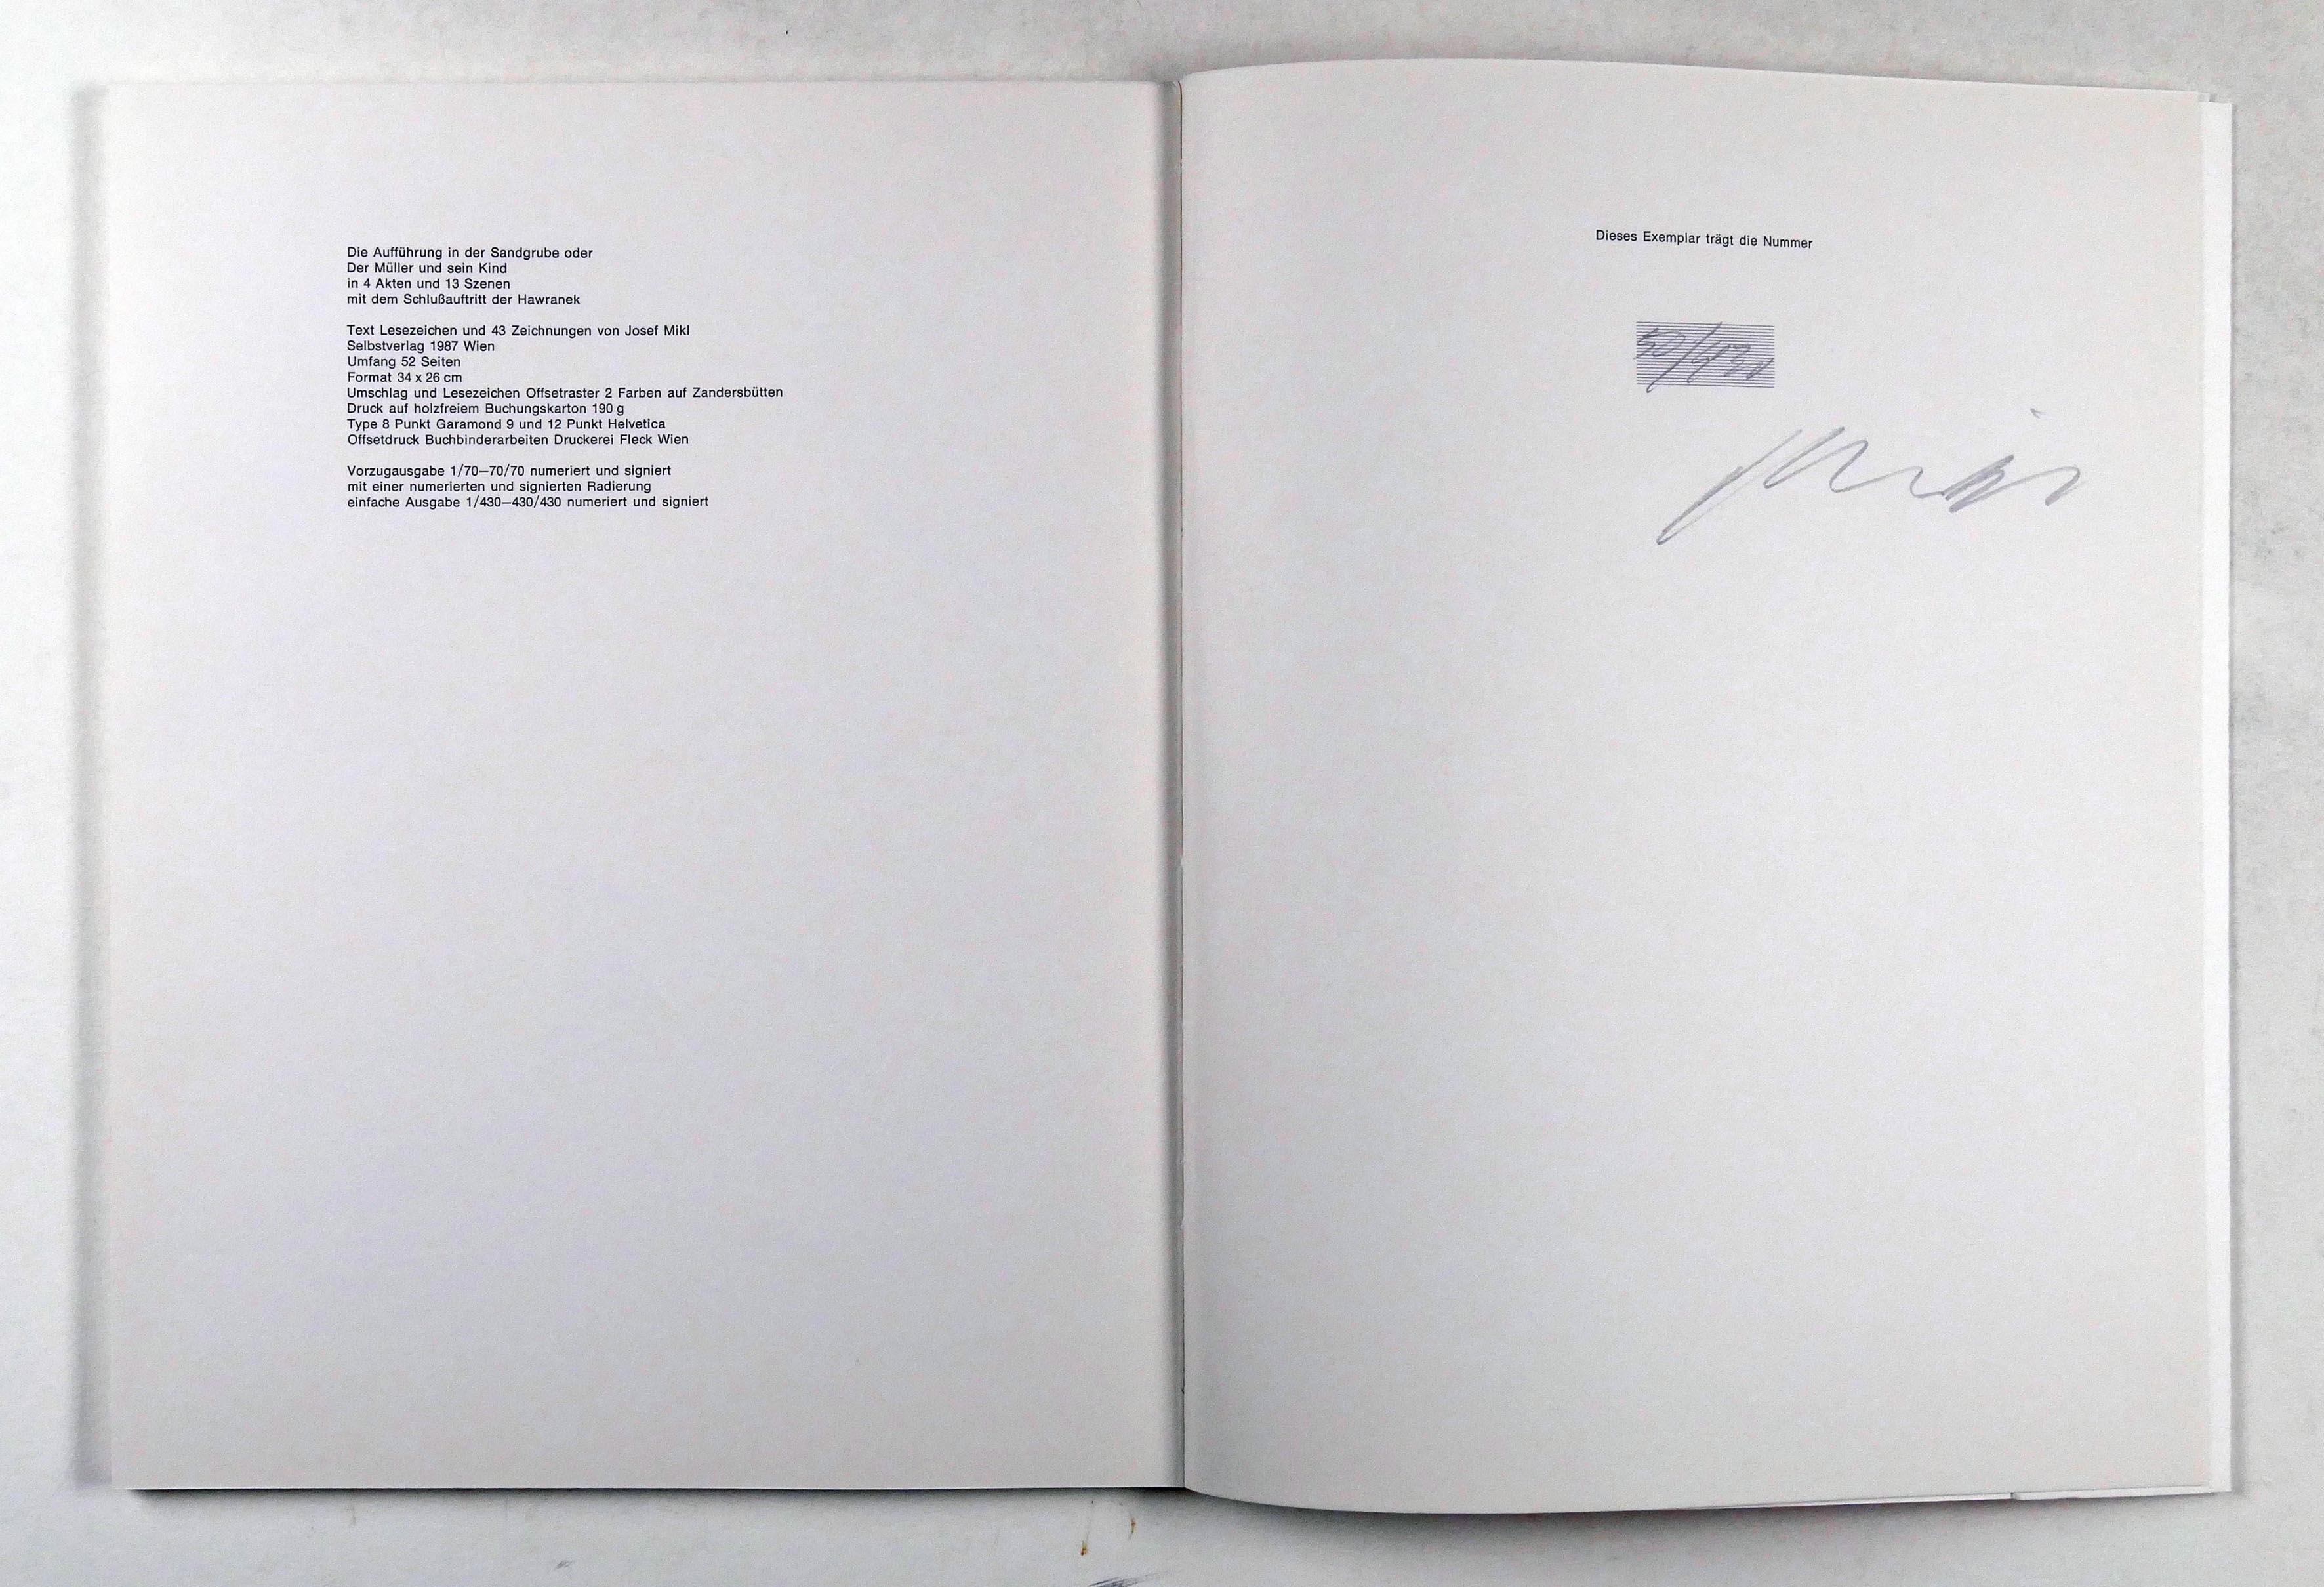 Die Aufführung in der Sandgrube oder
Der Müller und sein Kind
in 4 Akten und 13 Szenen
mit dem Schlußauftritt der Hawranek
Text Lesezeichen und 43 Zeichnungen von Josef Mikl
Selbstverlag 1987 Wien
Umfang 52 Seiten
Format 34 x 26 cm
Umschlag und Lesezeichen Offsetraster 2 Farben auf Zandersbütten
Druck auf holzfreiem Buchungskarton 190 g
Type 8 Punkt Garamond 9 und 12 Punkt Helvetica
Offsetdruck Buchbinderarbeiten Druckerei Fleck Wien
Vorzugausgabe 1/70—70/70 numeriert und signiert
mit einer numerierten und signierten Radierung
einfache Ausgabe 1/430—430/430 numeriert und signiert
Dieses Exemplar trägt die Nummer